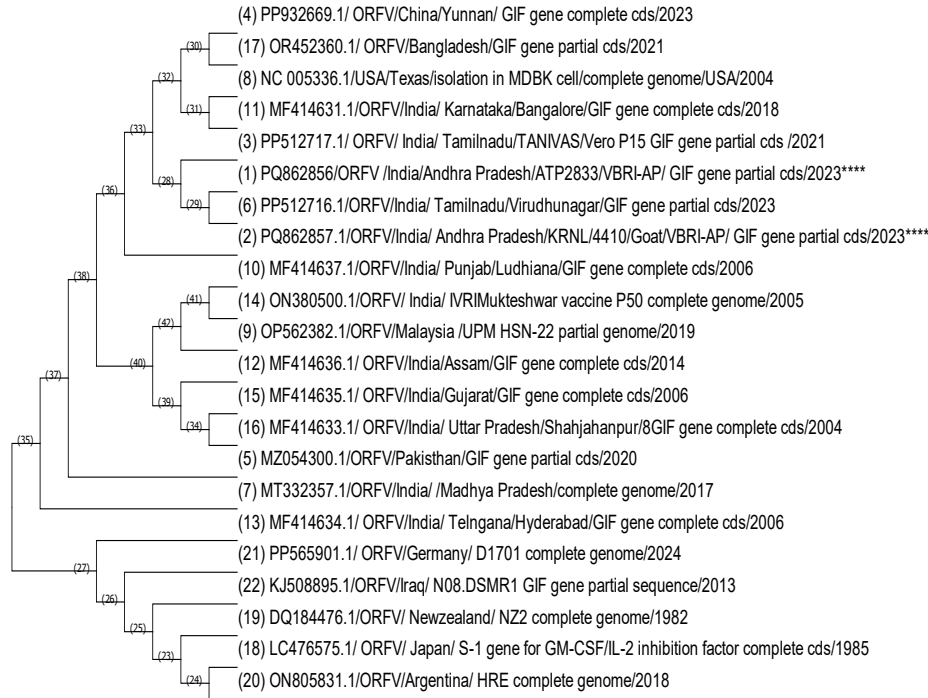 (4) PP932669.1/ ORFV/China/Yunnan/ GIF gene complete cds/2023
(30) (17) OR452360.1/ ORFV/Bangladesh/GIF gene partial cds/2021
(32) (8) NC 005336.1/USA/Texas/isolation in MDBK cell/complete genome/USA/2004
(31) (11) MF414631.1/ORFV/India/ Karnataka/Bangalore/GIF gene complete cds/2018
(33) (3) PP512717.1/ ORFV/ India/ Tamilnadu/TANIVAS/Vero P15 GIF gene partial cds /2021
(28) (1) PQ862856/ORFV /India/Andhra Pradesh/ATP2833/VBRI-AP/ GIF gene partial cds/2023****
(36) (29) (6) PP512716.1/ORFV/India/ Tamilnadu/Virudhunagar/GIF gene partial cds/2023
(2) PQ862857.1/ORFV/India/ Andhra Pradesh/KRNL/4410/Goat/VBRI-AP/ GIF gene partial cds/2023****
(10) MF414637.1/ORFV/India/ Punjab/Ludhiana/GIF gene complete cds/2006
(38) (41) (14) ON380500.1/ORFV/ India/ IVRIMukteshwar vaccine P50 complete genome/2005
(42) (9) OP562382.1/ORFV/Malaysia /UPM HSN-22 partial genome/2019
(40) (12) MF414636.1/ ORFV/India/Assam/GIF gene complete cds/2014
(37) (39) (15) MF414635.1/ ORFV/India/Gujarat/GIF gene complete cds/2006
(34) (16) MF414633.1/ ORFV/India/ Uttar Pradesh/Shahjahanpur/8GIF gene complete cds/2004
(35) (5) MZ054300.1/ORFV/Pakisthan/GIF gene partial cds/2020
(7) MT332357.1/ORFV/India/ /Madhya Pradesh/complete genome/2017
(13) MF414634.1/ ORFV/India/ Telngana/Hyderabad/GIF gene complete cds/2006
(27) (21) PP565901.1/ ORFV/Germany/ D1701 complete genome/2024
(26) (22) KJ508895.1/ORFV/Iraq/ N08.DSMR1 GIF gene partial sequence/2013
(25) (19) DQ184476.1/ORFV/ Newzealand/ NZ2 complete genome/1982
(23) (18) LC476575.1/ ORFV/ Japan/ S-1 gene for GM-CSF/IL-2 inhibition factor complete cds/1985
(24) (20) ON805831.1/ORFV/Argentina/ HRE complete genome/2018